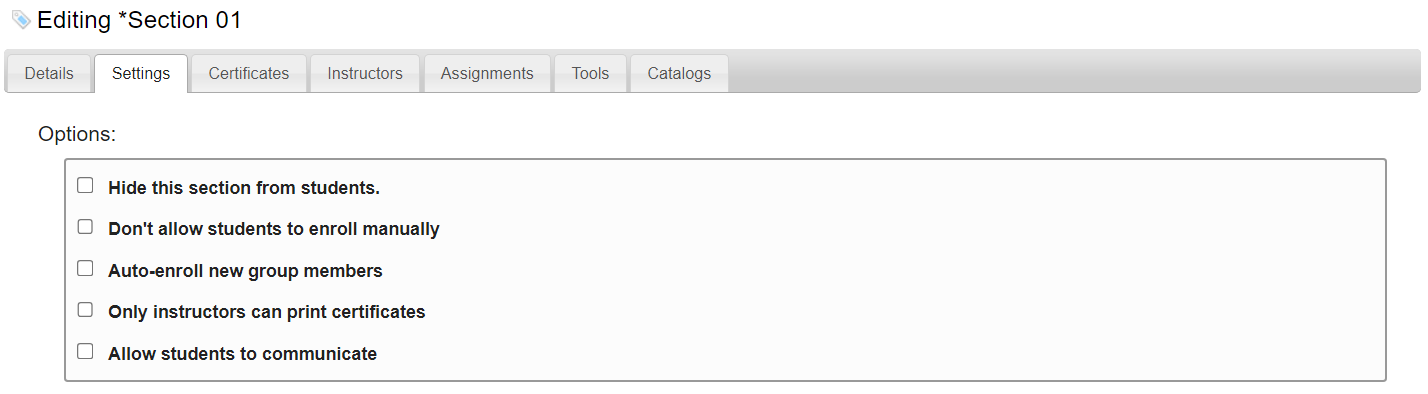 Editing *Section 01
Details Settings Certificates Instructors Assignments Tools Catalogs
Options:
Hide this section from students.
Don't allow students to enroll manually
Auto-enroll new group members
Only instructors can print certificates
Allow students to communicate